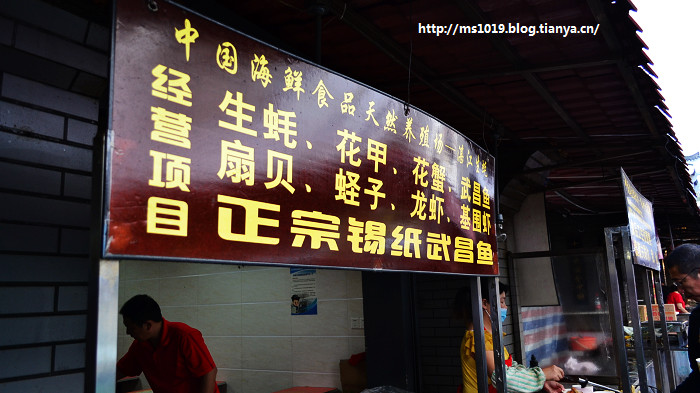 http://ms1019.blog.tianya.cn/
中国海鲜食品天然养殖场—湛江生蚝
经营项目
生蚝、花甲、花蟹、武昌鱼
扇贝、蛏子、龙虾、基围虾
正宗锡纸武昌鱼